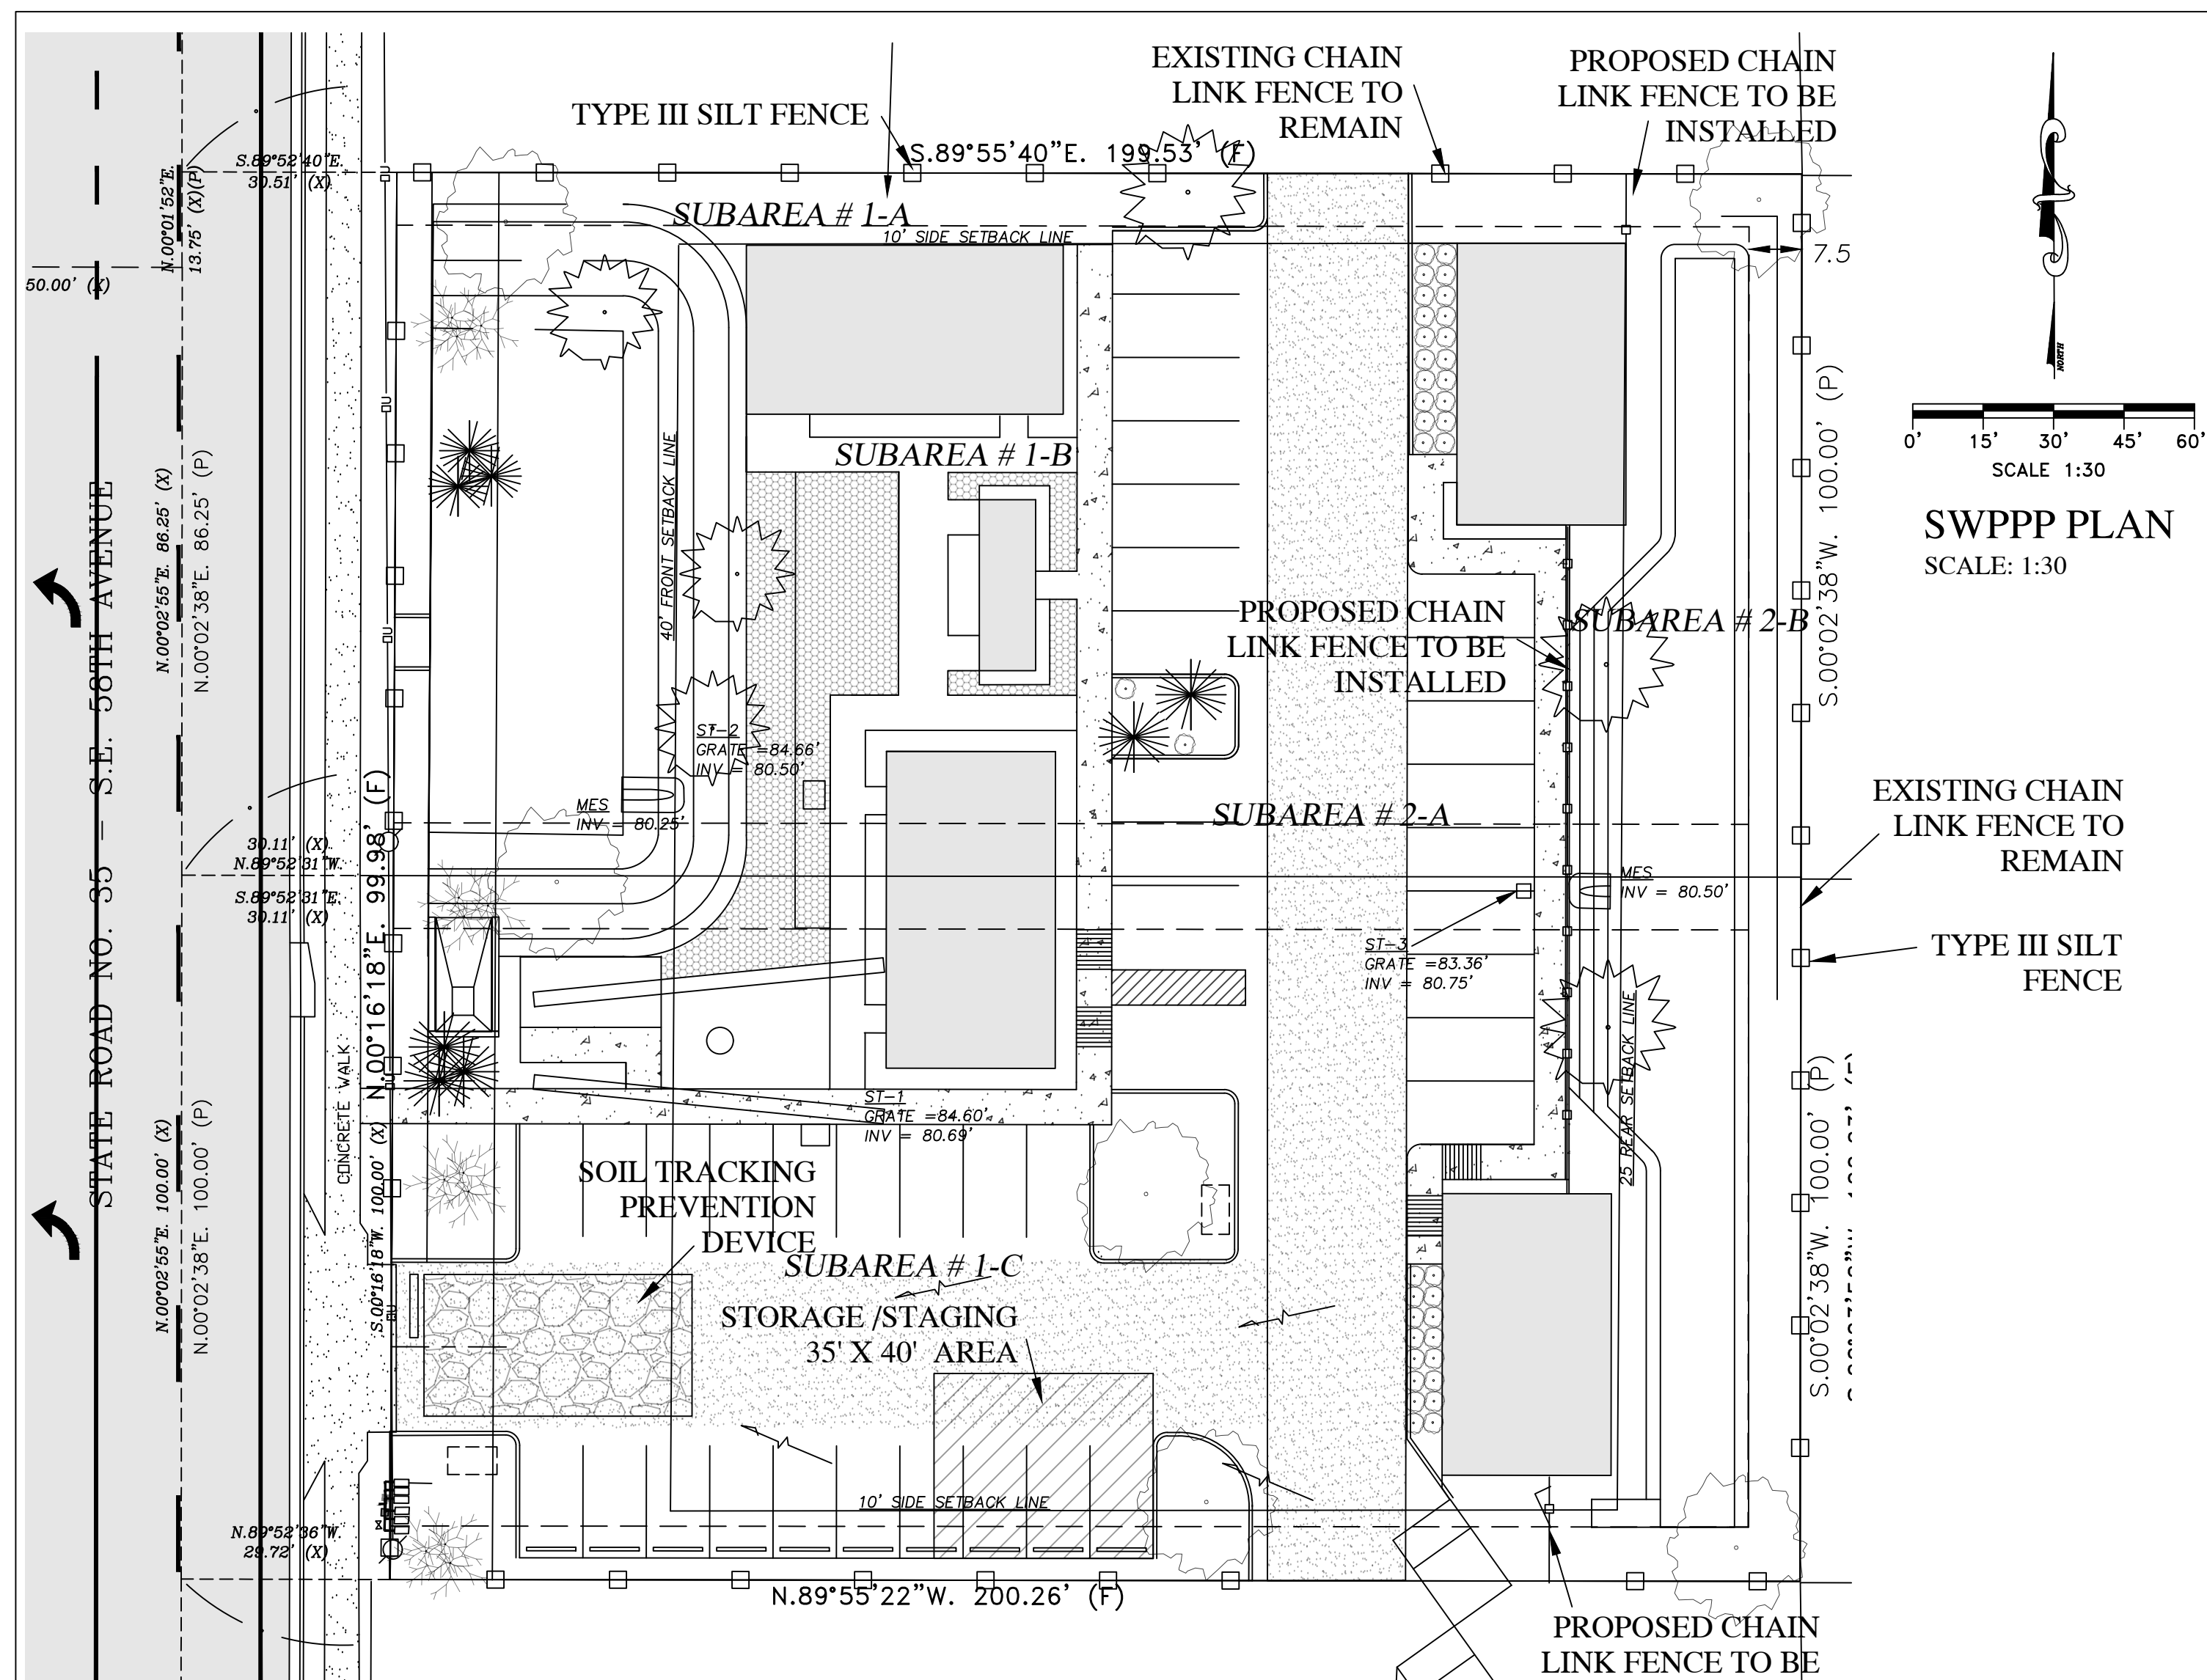 TYPE III SILT FENCE
EXISTING CHAIN
LINK FENCE TO
REMAIN
PROPOSED CHAIN
LINK FENCE TO BE
INSTALLED
S.89°55'40"E. 199.53' (F)
S.89°52'40"E.
30.51' (X)
N.00°01'52"E.
13.75' (X)(P)
50.00' (X)
SUBAREA # 1-A
10' SIDE SETBACK LINE
7.5
NORTH
0' 15' 30' 45' 60'
SCALE 1:30
SWPPP PLAN
SCALE: 1:30
S.00°02'38"W. 100.00' (P)
SUBAREA # 1-B
40' FRONT SETBACK LINE
STATE ROAD NO. 35 - S.E. 58TH AVENUE
N.00°02'55"E. 86.25' (X)
N.00°02'38"E. 86.25' (P)
PROPOSED CHAIN
LINK FENCE TO BE
INSTALLED
SUBAREA # 2-B
ST-2
GRATE =84.66'
INV = 80.50'
MES
INV = 80.25'
SUBAREA # 2-A
EXISTING CHAIN
LINK FENCE TO
REMAIN
30.11' (X)
N.89°52'31"W.
S.89°52'31"E.
30.11' (X)
N.00°16'18"E. 99.98' (F)
MES
INV = 80.50'
ST-3
GRATE =83.36'
INV = 80.75'
TYPE III SILT
FENCE
25 REAR SETBACK LINE
CONCRETE WALK
ST-1
GRATE =84.60'
INV = 80.69'
N.00°02'55"E. 100.00' (X)
N.00°02'38"E. 100.00' (P)
S.00°16'18"W. 100.00' (X)
S.00°02'38"W. 100.00' (P)
SOIL TRACKING
PREVENTION
DEVICE
SUBAREA # 1-C
STORAGE /STAGING
35' X 40' AREA
10' SIDE SETBACK LINE
N.89°52'36"W.
29.72' (X)
N.89°55'22"W. 200.26' (F)
PROPOSED CHAIN
LINK FENCE TO BE